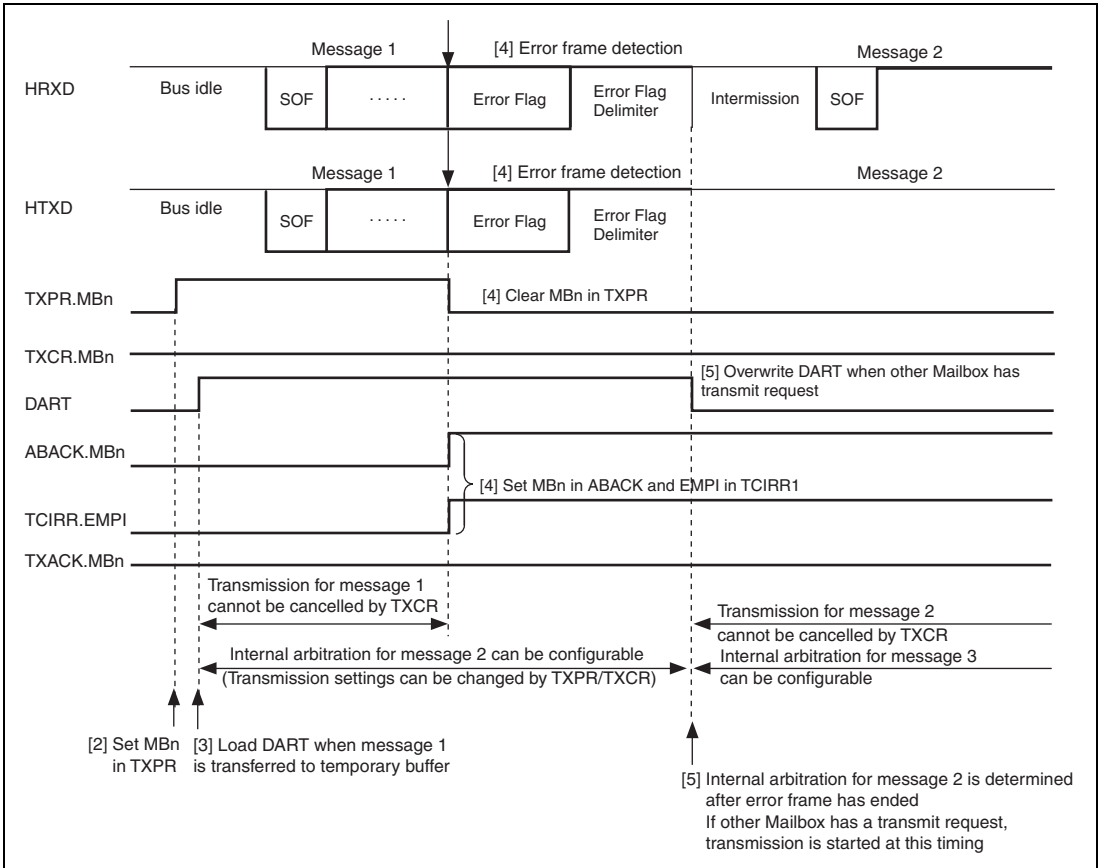 Message 1
[4] Error frame detection
Message 2
HRXD
Bus idle
SOF
. . . . .
Error Flag
Error Flag
Delimiter
Intermission
SOF
Message 1
[4] Error frame detection
Message 2
HTXD
Bus idle
SOF
. . . . .
Error Flag
Error Flag
Delimiter
TXPR.MBn
[4] Clear MBn in TXPR
TXCR.MBn
[5] Overwrite DART when other Mailbox has
transmit request
DART
ABACK.MBn
[4] Set MBn in ABACK and EMPI in TCIRR1
TCIRR.EMPI
TXACK.MBn
Transmission for message 1
cannot be cancelled by TXCR
Transmission for message 2
cannot be cancelled by TXCR
Internal arbitration for message 2 can be configurable
(Transmission settings can be changed by TXPR/TXCR)
Internal arbitration for message 3
can be configurable
[2] Set MBn
in TXPR
[3] Load DART when message 1
is transferred to temporary buffer
[5] Internal arbitration for message 2 is determined
after error frame has ended
If other Mailbox has a transmit request,
transmission is started at this timing